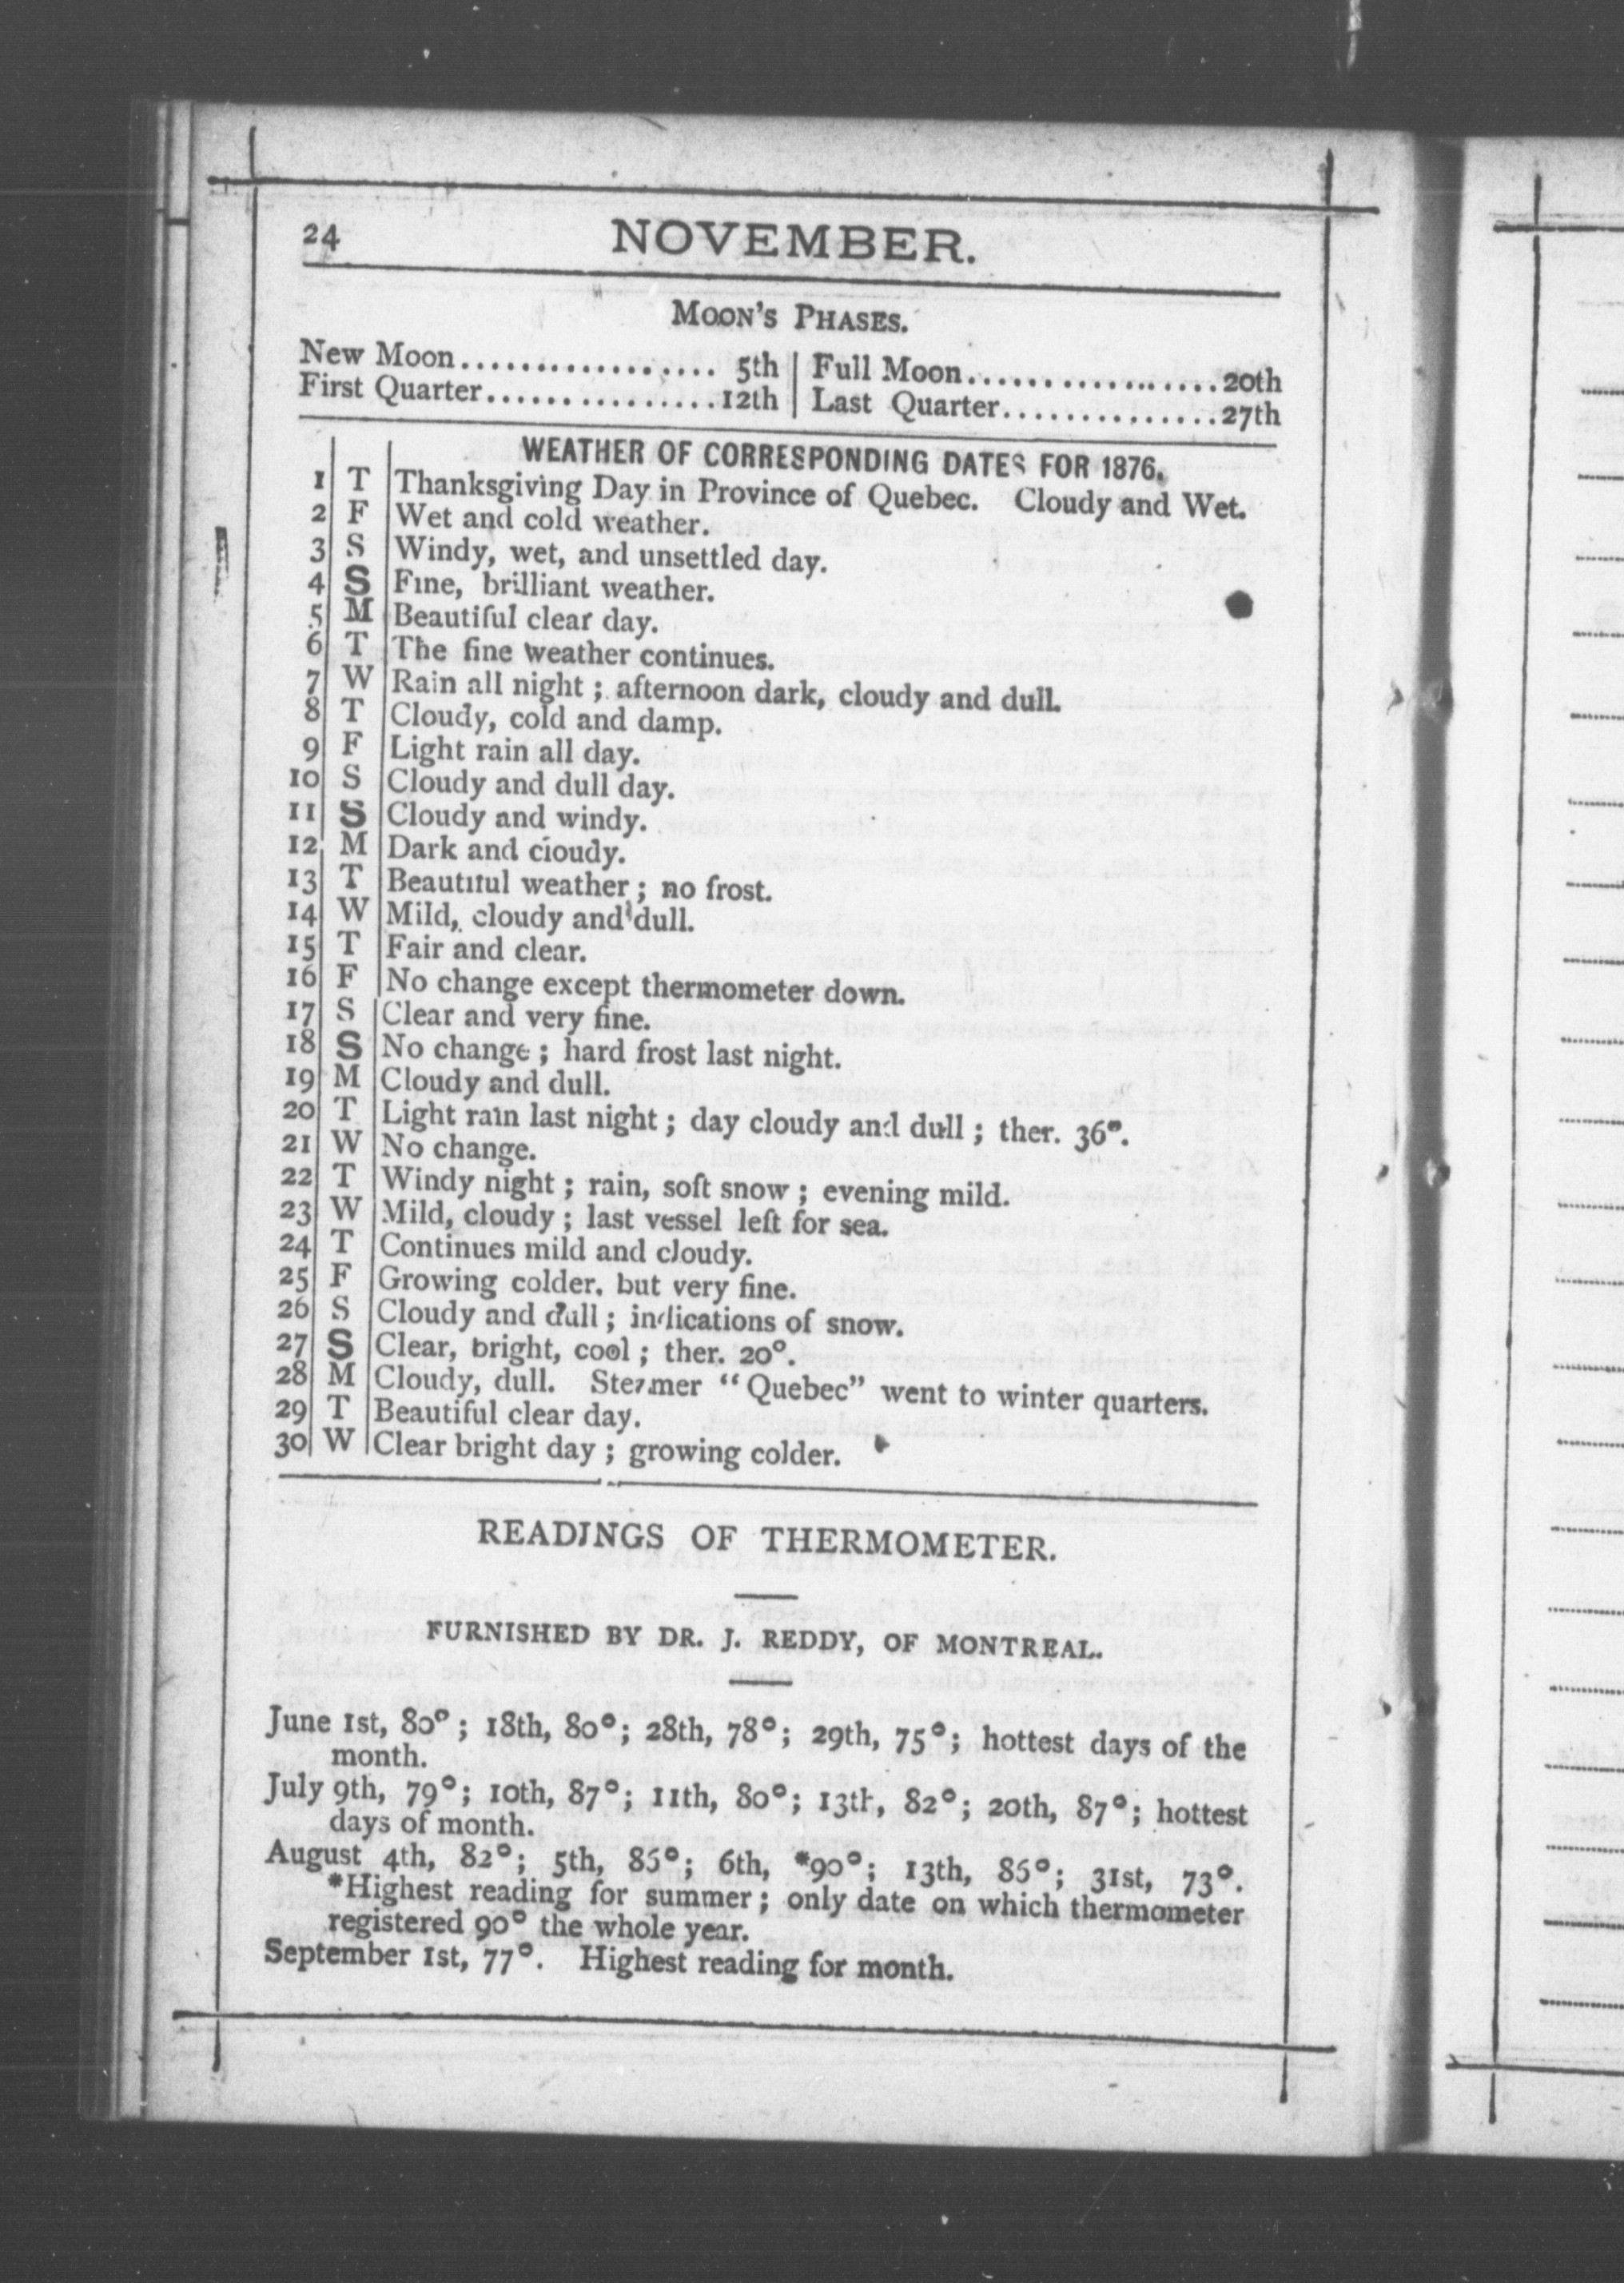 24 NOVEMBER.
MOON'S PHASES.
New Moon.................. 5th | Full Moon..................20th
First Quarter...............12th | Last Quarter...............27th
WEATHER OF CORRESPONDING DATES FOR 1876.
1 T Thanksgiving Day in Province of Quebec. Cloudy and Wet.
2 F Wet and cold weather.
3 S Windy, wet, and unsettled day.
4 S Fine, brilliant weather.
5 M Beautiful clear day.
6 T The fine weather continues.
7 W Rain all night; afternoon dark, cloudy and dull.
8 T Cloudy, cold and damp.
9 F Light rain all day.
10 S Cloudy and dull day.
11 S Cloudy and windy.
12 M Dark and cloudy.
13 T Beautiful weather; no frost.
14 W Mild, cloudy and dull.
15 T Fair and clear.
16 F No change except thermometer down.
17 S Clear and very fine.
18 S No change; hard frost last night.
19 M Cloudy and dull.
20 T Light rain last night; day cloudy and dull; ther. 36°.
21 W No change.
22 T Windy night; rain, soft snow; evening mild.
23 W Mild, cloudy; last vessel left for sea.
24 T Continues mild and cloudy.
25 F Growing colder, but very fine.
26 S Cloudy and dull; indications of snow.
27 S Clear, bright, cool; ther. 20°.
28 M Cloudy, dull. Steamer "Quebec" went to winter quarters.
29 T Beautiful clear day.
30 W Clear bright day; growing colder.
READINGS OF THERMOMETER.
FURNISHED BY DR. J. REDDY, OF MONTREAL.
June 1st, 80°; 18th, 80°; 28th, 78°; 29th, 75°; hottest days of the
month.
July 9th, 79°; 10th, 87°; 11th, 80°; 13th, 82°; 20th, 87°; hottest
days of month.
August 4th, 82°; 5th, 85°; 6th, *90°; 13th, 85°; 31st, 73°.
*Highest reading for summer; only date on which thermometer
registered 90° the whole year.
September 1st, 77°. Highest reading for month.